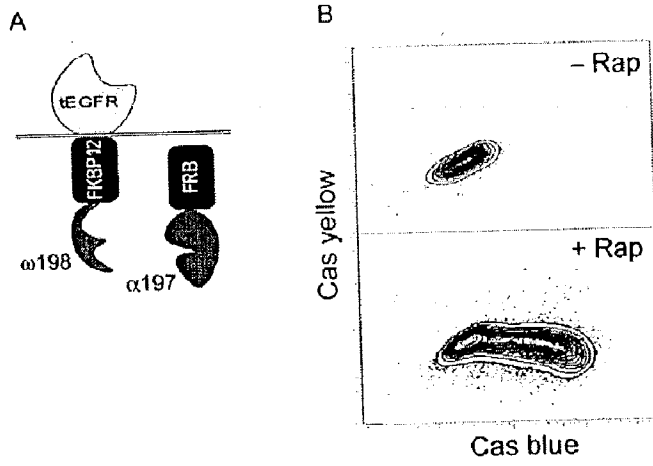 A
tEGFR
FKBP12
FRB
ω198
α197
B
– Rap
+ Rap
Cas yellow
Cas blue